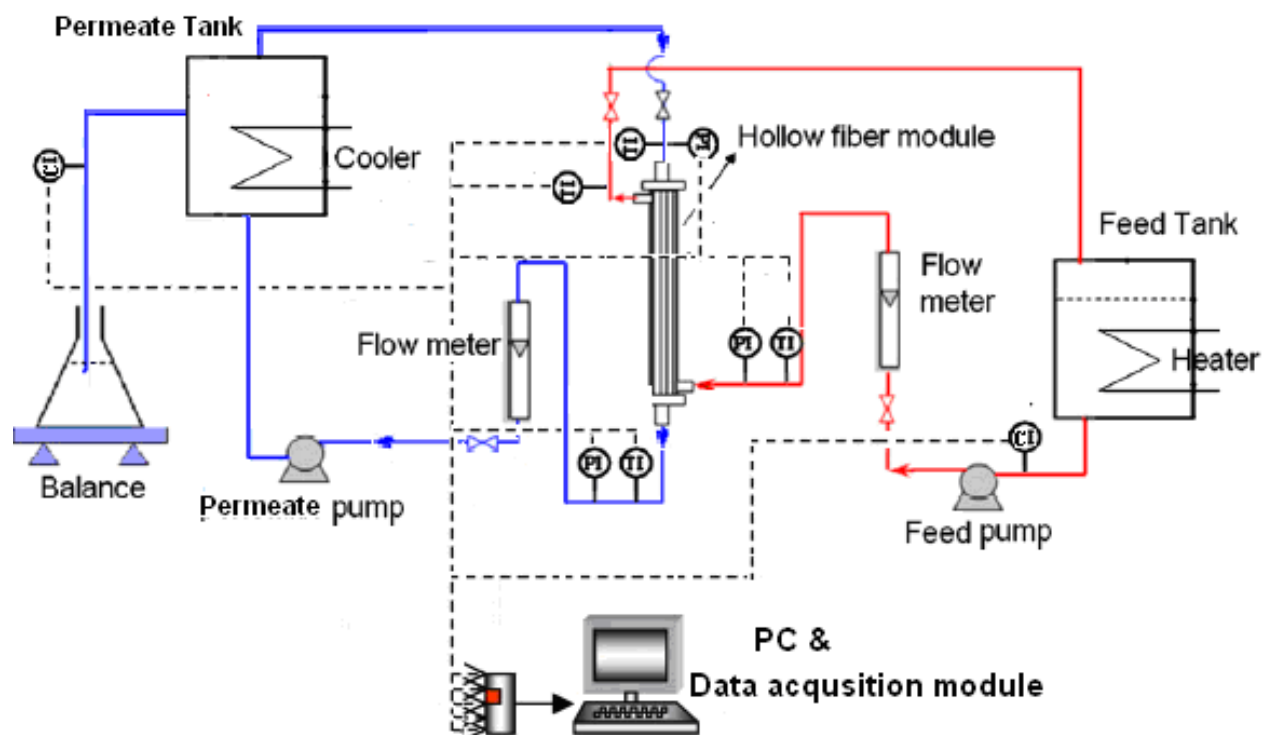 Permeate Tank
Cooler
CI
TI
PI
TI
Hollow fiber module
Feed Tank
Flow
meter
Flow meter
PI
TI
Heater
CI
PI
TI
Balance
Permeate pump
Feed pump
PC &
Data acqusition module